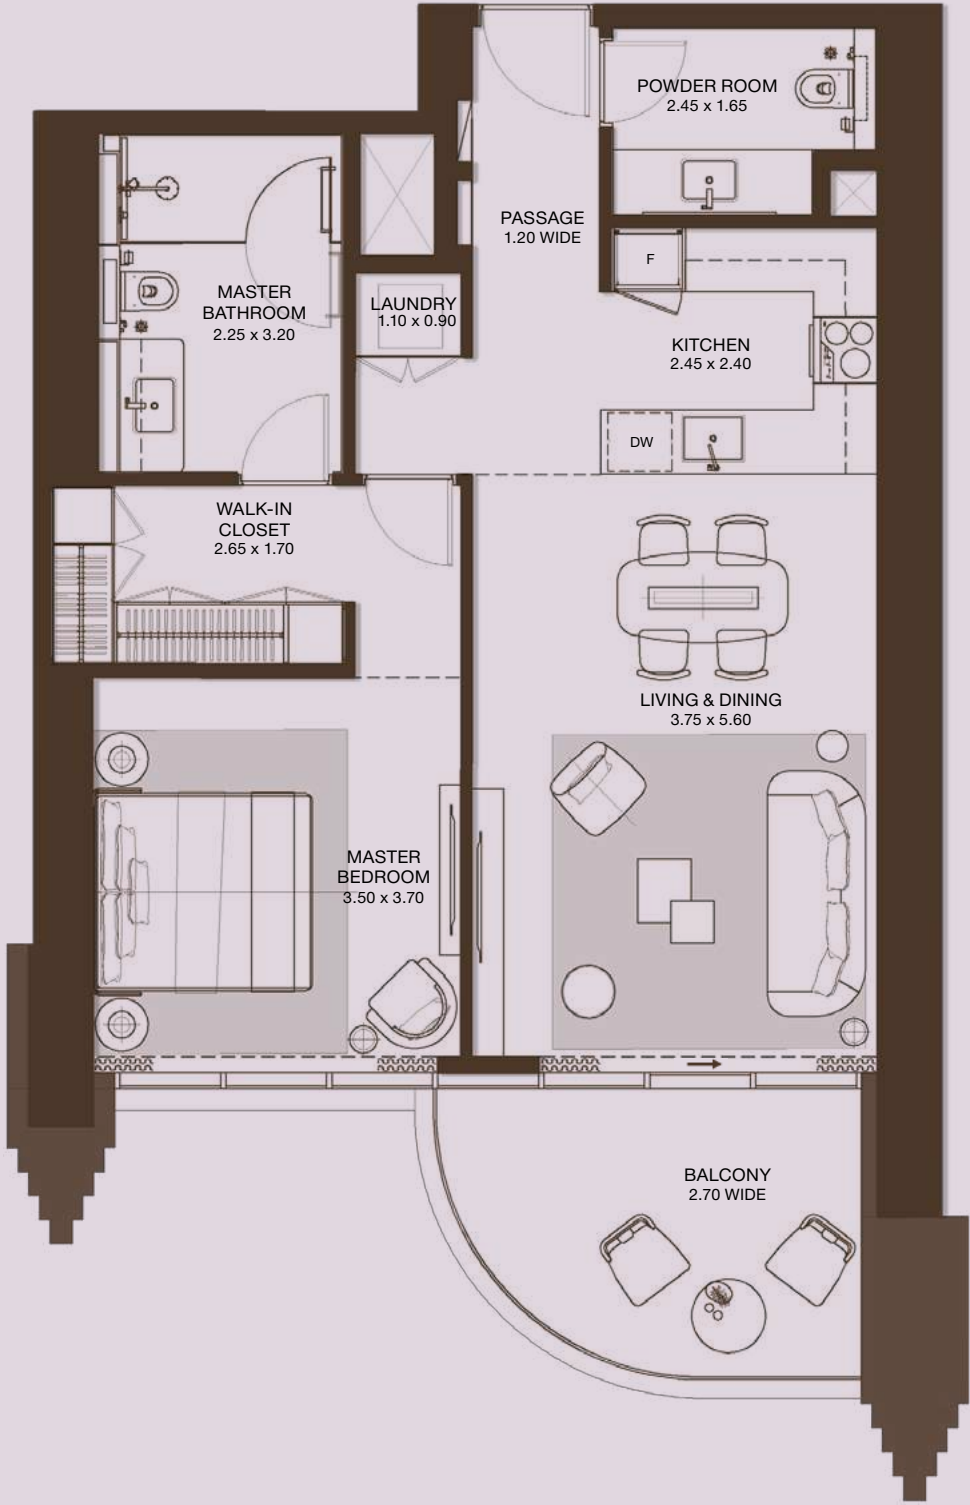 POWDER ROOM
2.45 x 1.65
PASSAGE
1.20 WIDE
F
MASTER
BATHROOM
2.25 x 3.20
LAUNDRY
1.10 x 0.90
KITCHEN
2.45 x 2.40
DW
WALK-IN
CLOSET
2.65 x 1.70
LIVING & DINING
3.75 x 5.60
MASTER
BEDROOM
3.50 x 3.70
BALCONY
2.70 WIDE